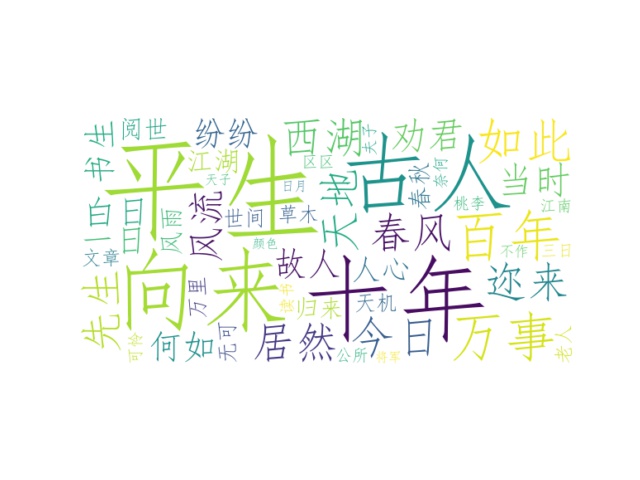 书生
阅世
纷纷
西湖
夫子
劝君
如此
江湖
平生
古人
区区
奈何
当时
天子
日月
春秋
桃李
江南
一日
白日
风雨
风流
世间
草木
天地
春风
百年
文章
颜色
故人
人心
不作
三日
先生
向来
万里
归来
天机
十年
迩来
可怜
何如
无可
居然
公所
今日
将军
万事
老人